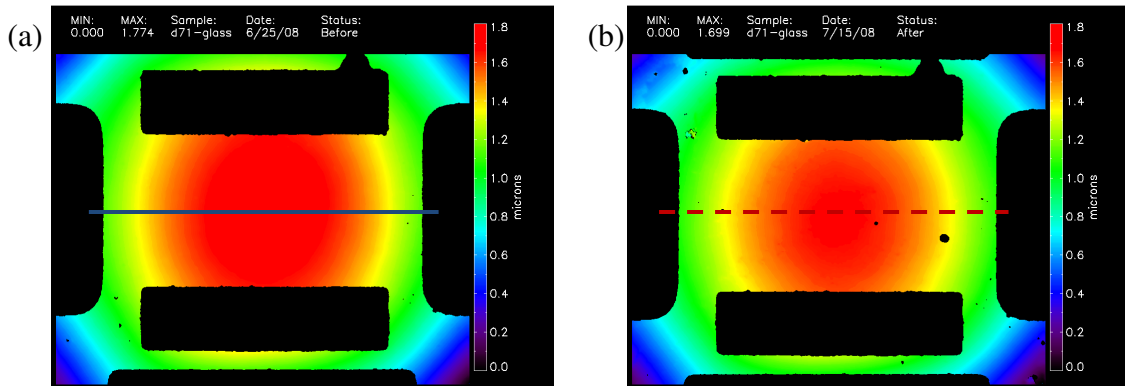 (a)
MIN: MAX: Sample: Date: Status:
0.000 1.774 d71-glass 6/25/08 Before
1.8
1.6
1.4
1.2
1.0
0.8
0.6
0.4
0.2
0.0
microns
(b)
MIN: MAX: Sample: Date: Status:
0.000 1.699 d71-glass 7/15/08 After
1.8
1.6
1.4
1.2
1.0
0.8
0.6
0.4
0.2
0.0
microns